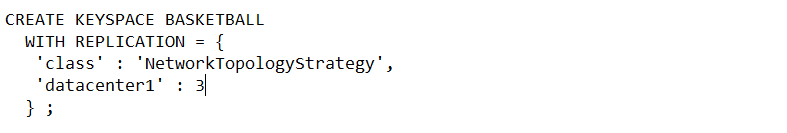 CREATE KEYSPACE BASKETBALL
WITH REPLICATION = {
'class' : 'NetworkTopologyStrategy',
'datacenter1' : 3
} ;